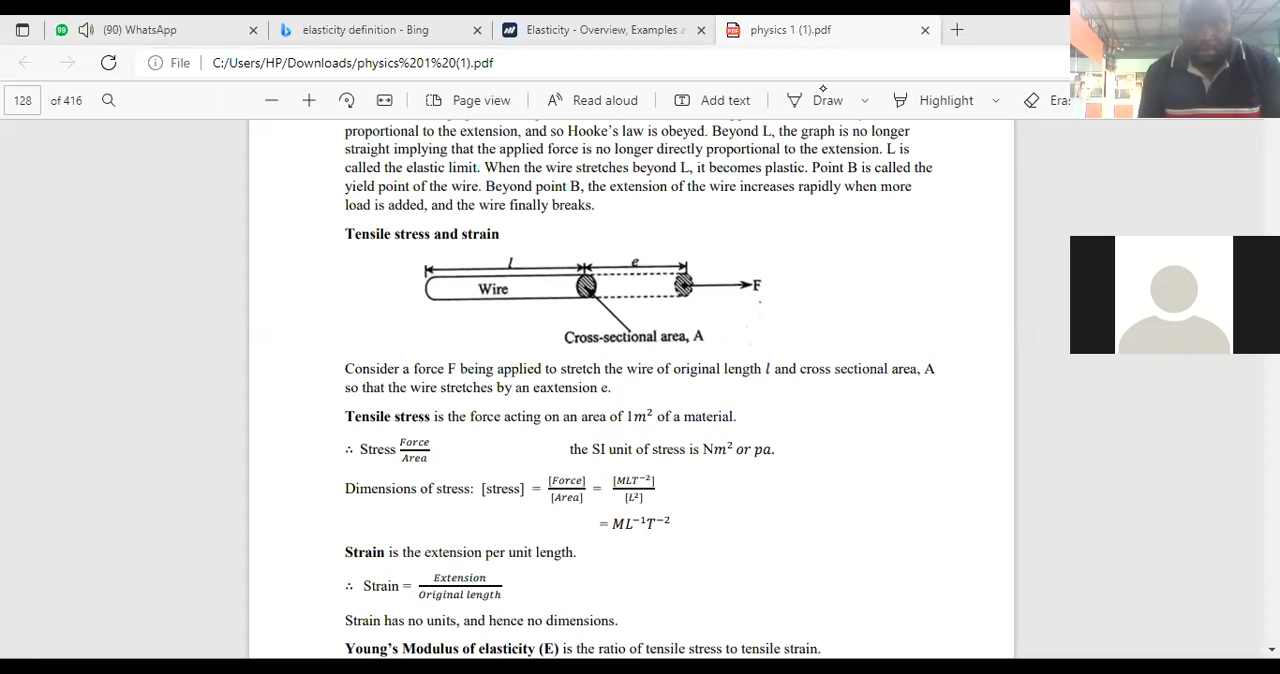 (90) WhatsApp
elasticity definition - Bing
Elasticity - Overview, Examples
physics 1 (1).pdf
File C:/Users/HP/Downloads/physics%201%20(1).pdf
128 of 416 Page view Read aloud Add text Draw Highlight Eras
proportional to the extension, and so Hooke's law is obeyed. Beyond L, the graph is no longer
straight implying that the applied force is no longer directly proportional to the extension. L is
called the elastic limit. When the wire stretches beyond L, it becomes plastic. Point B is called the
yield point of the wire. Beyond point B, the extension of the wire increases rapidly when more
load is added, and the wire finally breaks.
Tensile stress and strain
l e
Wire F
Cross-sectional area, A
Consider a force F being applied to stretch the wire of original length l and cross sectional area, A
so that the wire stretches by an eaxtension e.
Tensile stress is the force acting on an area of 1m² of a material.
∴ Stress Force/Area the SI unit of stress is Nm² or pa.
Dimensions of stress: [stress] = [Force]/[Area] = [MLT⁻²]/[L²]
= ML⁻¹T⁻²
Strain is the extension per unit length.
∴ Strain = Extension/Original length
Strain has no units, and hence no dimensions.
Young's Modulus of elasticity (E) is the ratio of tensile stress to tensile strain.